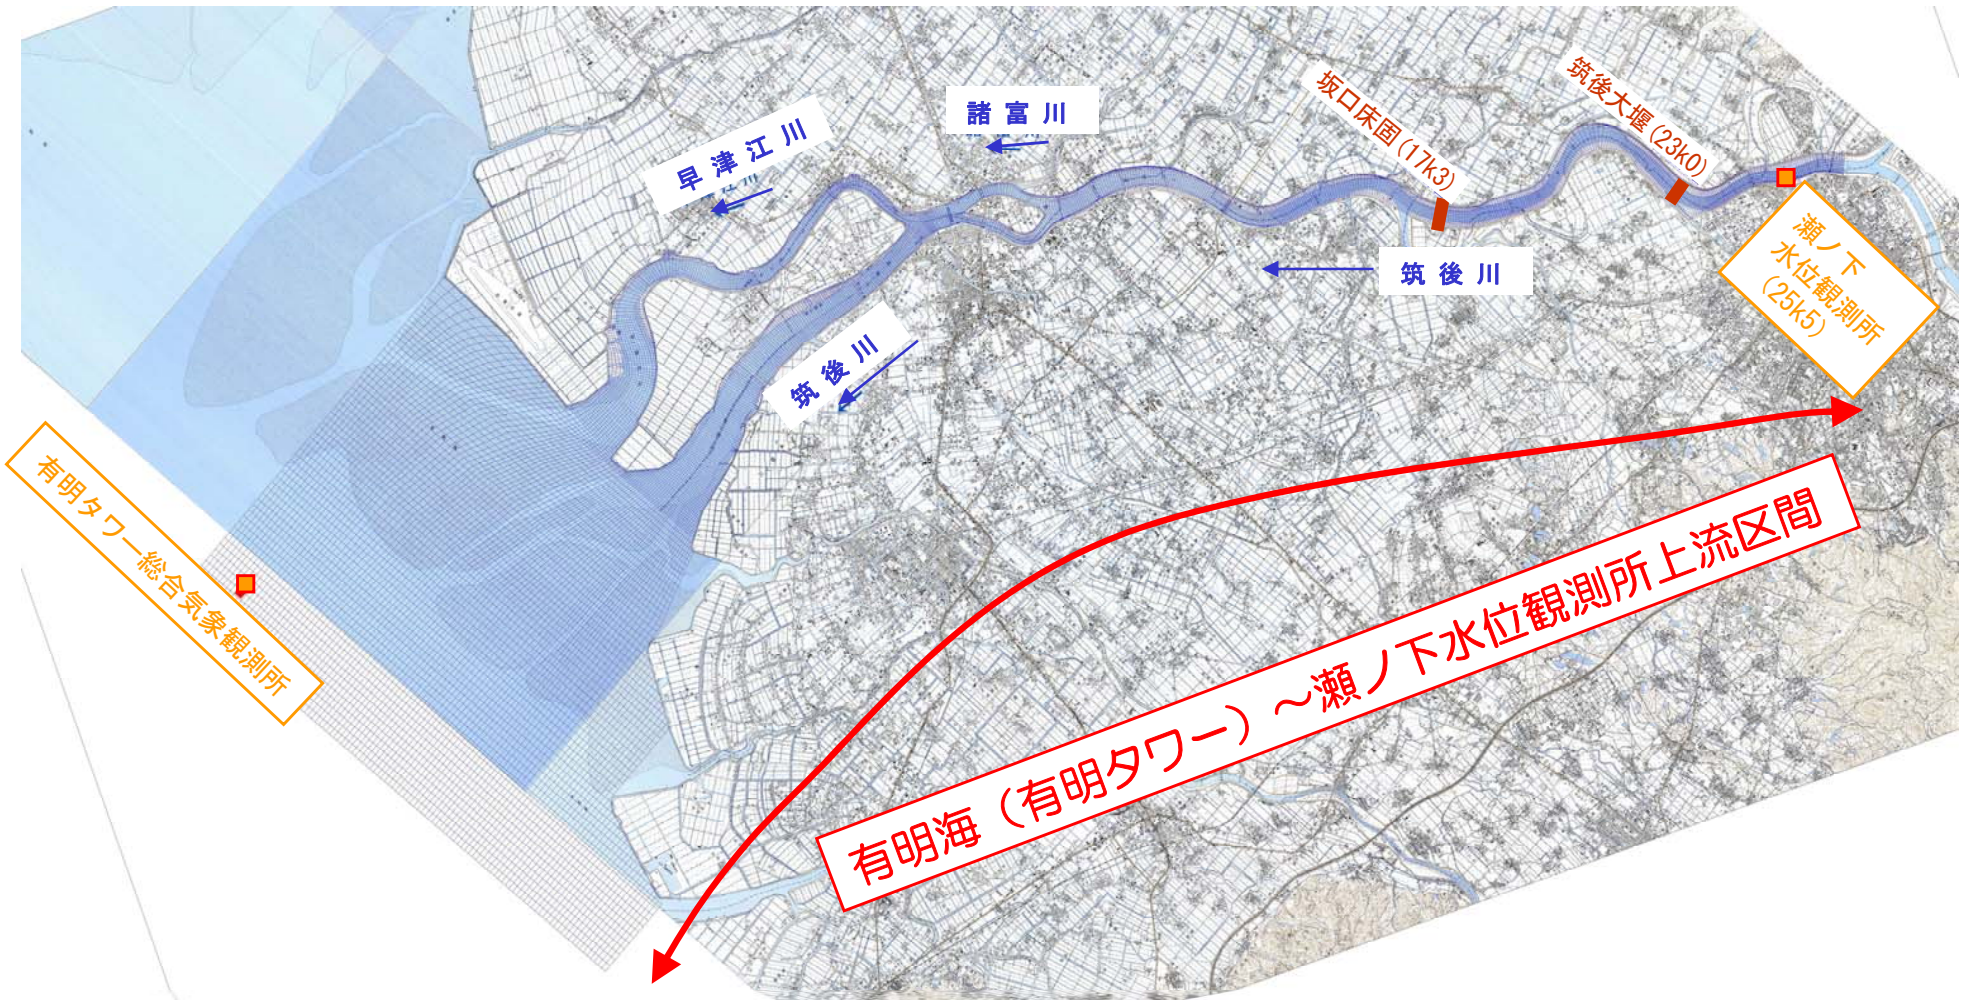 諸富川
早津江川
坂口床固(17k3)
筑後大堰(23k0)
瀬ノ下
水位観測所
(25k5)
筑後川
筑後川
有明タワー総合気象観測所
有明海（有明タワー）～瀬ノ下水位観測所上流区間